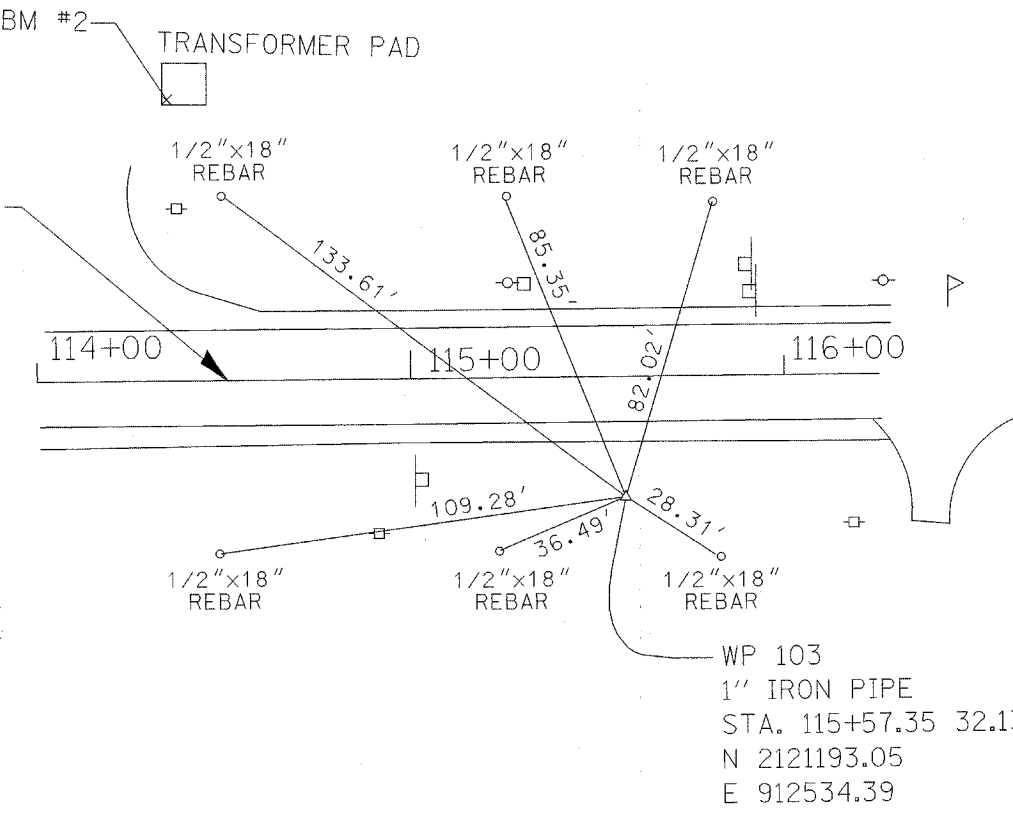 BM #2
TRANSFORMER PAD
1/2"x18"
REBAR
1/2"x18"
REBAR
1/2"x18"
REBAR
133.61'
85.35'
82.02'
114+00
115+00
116+00
109.28'
36.49'
28.31'
1/2"x18"
REBAR
1/2"x18"
REBAR
1/2"x18"
REBAR
WP 103
1" IRON PIPE
STA. 115+57.35 32.1
N 2121193.05
E 912534.39